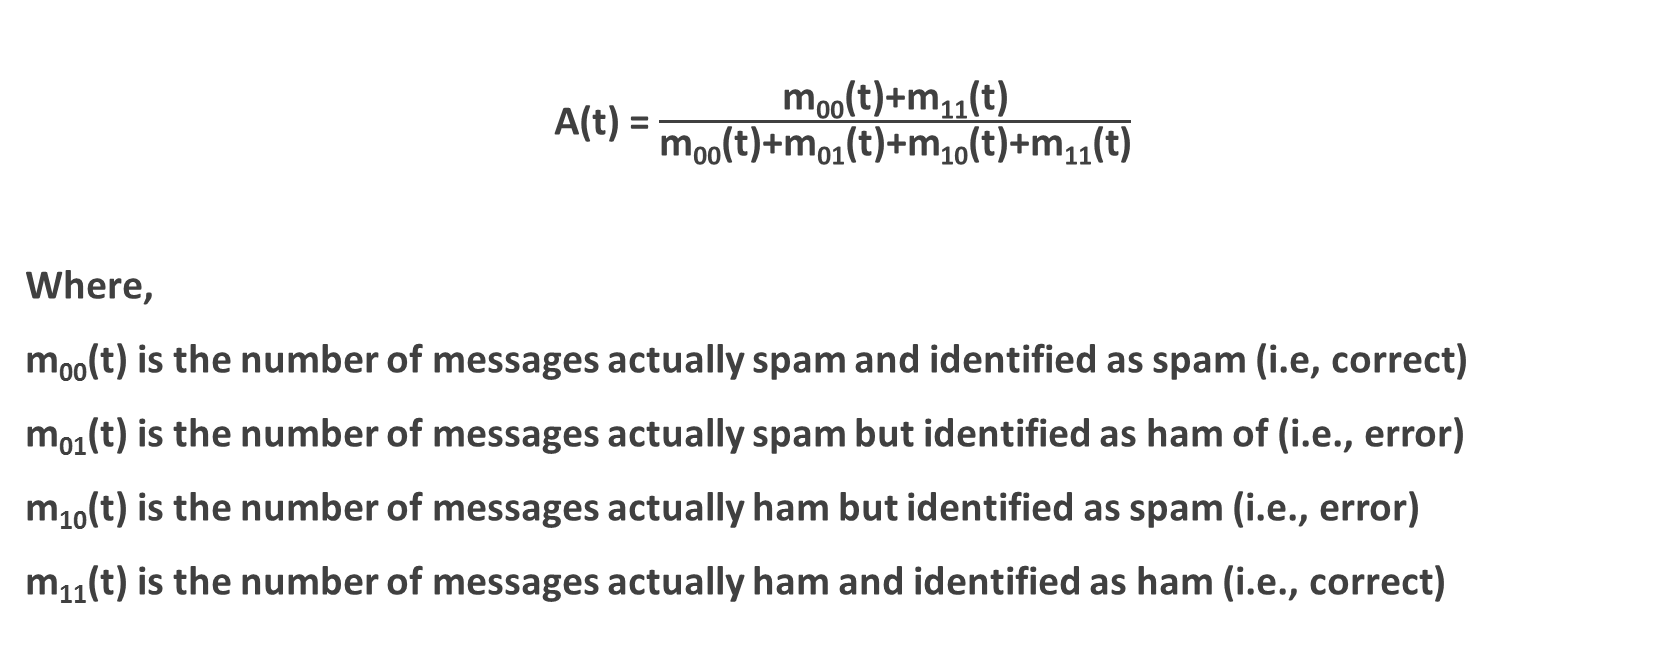 A(t) = m₀₀(t)+m₁₁(t)
m₀₀(t)+m₀₁(t)+m₁₀(t)+m₁₁(t)
Where,
m₀₀(t) is the number of messages actually spam and identified as spam (i.e, correct)
m₀₁(t) is the number of messages actually spam but identified as ham of (i.e., error)
m₁₀(t) is the number of messages actually ham but identified as spam (i.e., error)
m₁₁(t) is the number of messages actually ham and identified as ham (i.e., correct)